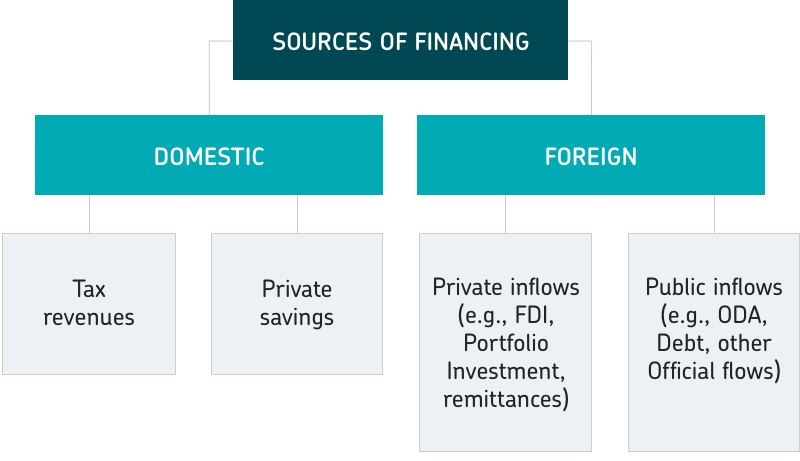 SOURCES OF FINANCING
DOMESTIC
FOREIGN
Tax
revenues
Private
savings
Private inflows
(e.g., FDI,
Portfolio
Investment,
remittances)
Public inflows
(e.g., ODA,
Debt, other
Official flows)